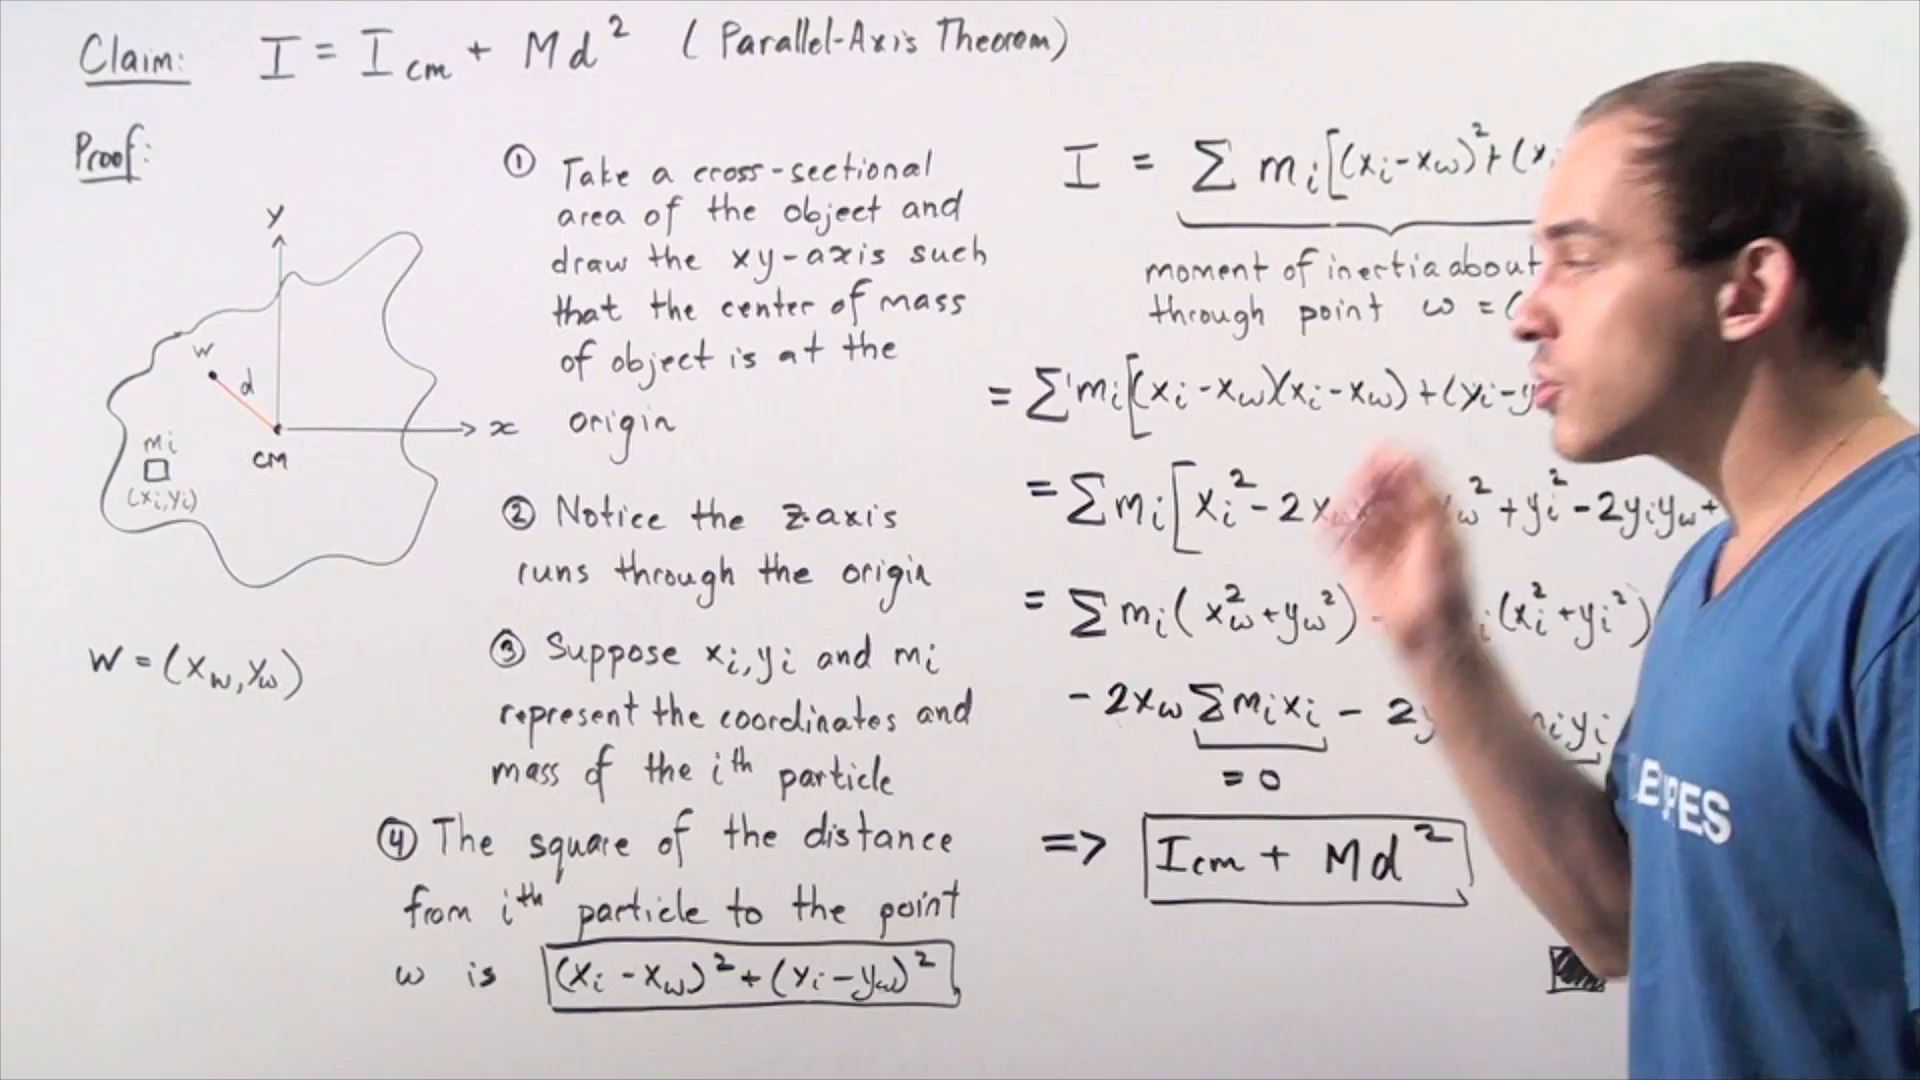 Claim: I = Icm + Md² (Parallel-Axis Theorem)
Proof:
y
w
d
x
CM
mi
(xi,yi)
W = (xw,yw)
① Take a cross-sectional
area of the object and
draw the xy-axis such
that the center of mass
of object is at the
origin
② Notice the z-axis
runs through the origin
③ Suppose xi,yi and mi
represent the coordinates and
mass of the ith particle
④ The square of the distance
from ith particle to the point
w is (xi-xw)²+(yi-yw)²
I = Σ mi[(xi-xw)²+(
moment of inertia about
through point w = (
= Σ mi[(xi-xw)(xi-xw)+(yi-y
= Σ mi[xi²-2x w²+yi²-2yiyw+
= Σ mi(xw²+yw²) i(xi²+yi²)
-2xw Σ mixi - 2y miyi
= 0
=> Icm + Md²